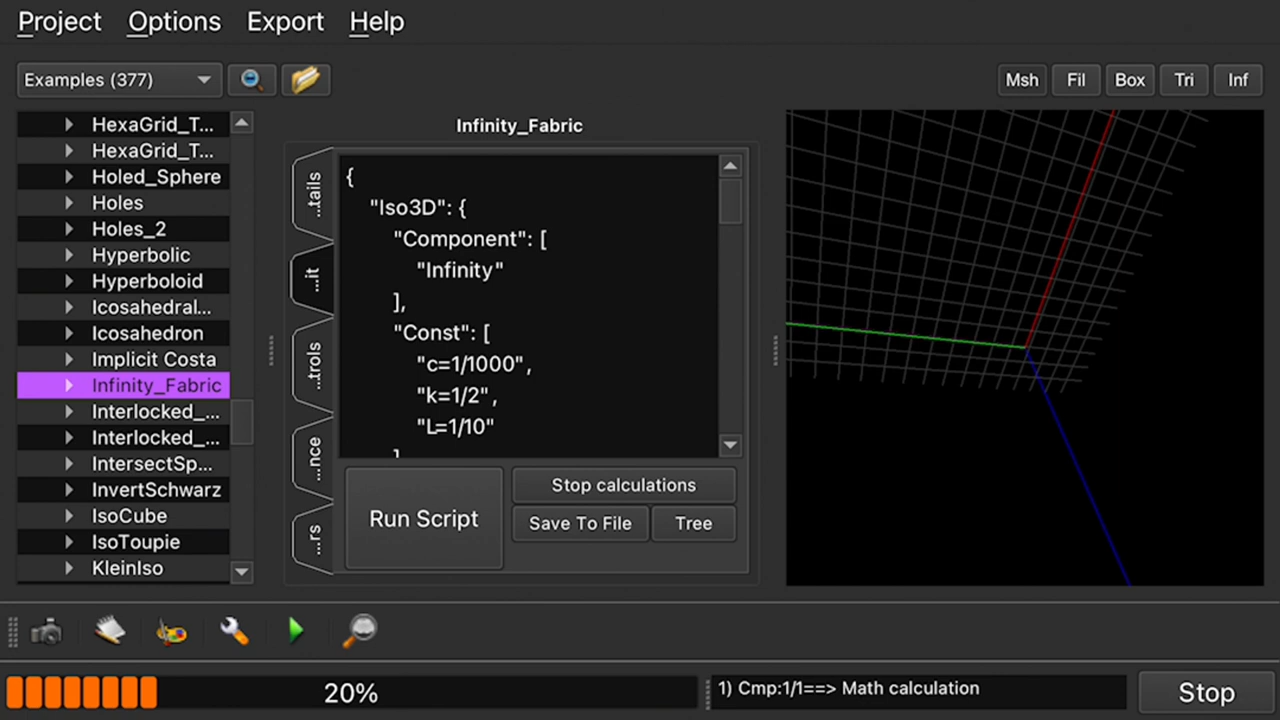 Project Options Export Help
Examples (377)
Msh Fil Box Tri Inf
HexaGrid_T...
HexaGrid_T...
Holed_Sphere
Holes
Holes_2
Hyperbolic
Hyperboloid
Icosahedral...
Icosahedron
Implicit Costa
Infinity_Fabric
Interlocked_...
Interlocked_...
IntersectSp...
InvertSchwarz
IsoCube
IsoToupie
KleinIso
Infinity_Fabric
...tails
...it
...trols
...nce
...rs
{
"Iso3D": {
"Component": [
"Infinity"
],
"Const": [
"c=1/1000",
"k=1/2",
"L=1/10"
]
Run Script
Stop calculations
Save To File
Tree
20%
1) Cmp:1/1==> Math calculation
Stop